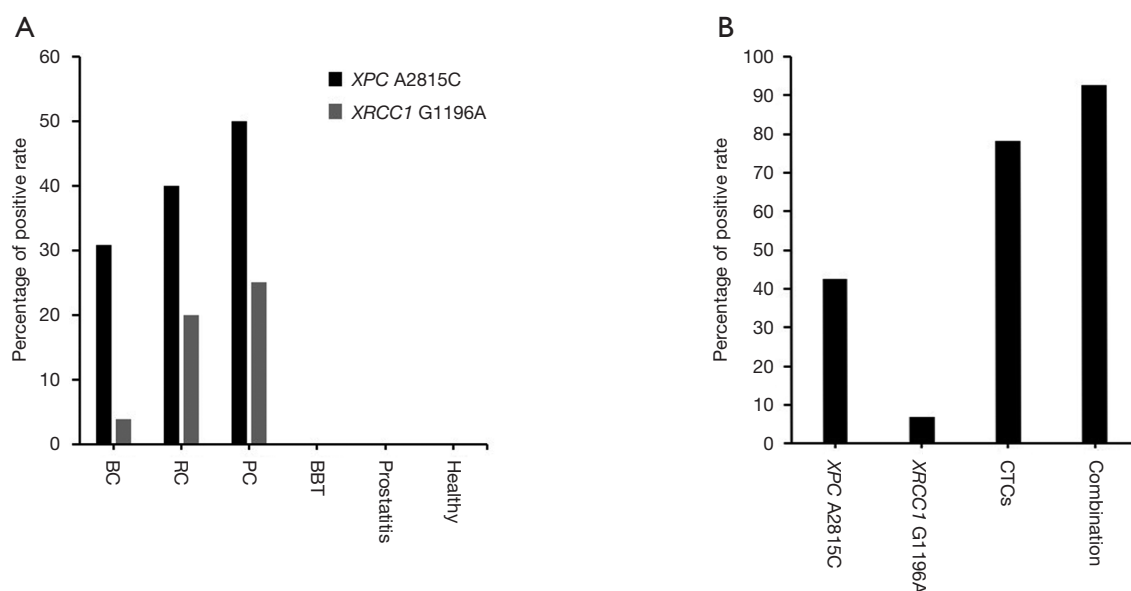 A
60
50
40
30
20
10
0
Percentage of positive rate
XPC A2815C
XRCC1 G1196A
BC
RC
PC
BBT
Prostatitis
Healthy
B
100
90
80
70
60
50
40
30
20
10
0
Percentage of positive rate
XPC A2815C
XRCC1 G1196A
CTCs
Combination